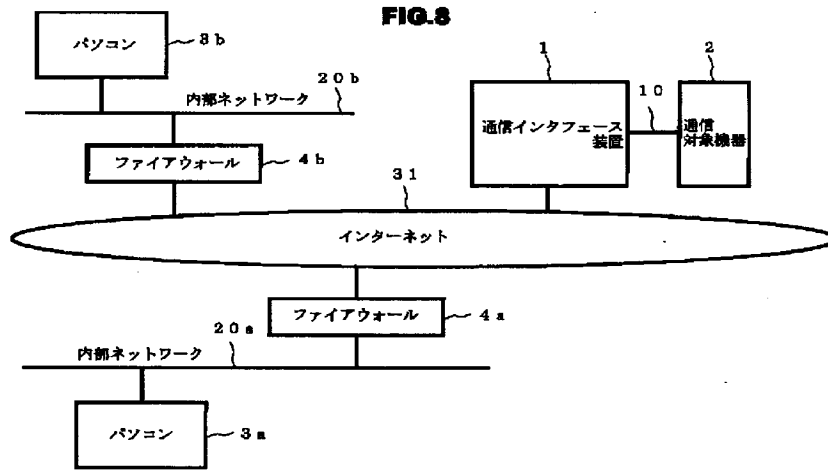 FIG.8
パソコン
3b
1
2
20b
内部ネットワーク
10
通信インタフェース
装置
通信
対象機器
ファイアウォール
4b
31
インターネット
ファイアウォール
4a
20a
内部ネットワーク
パソコン
3a